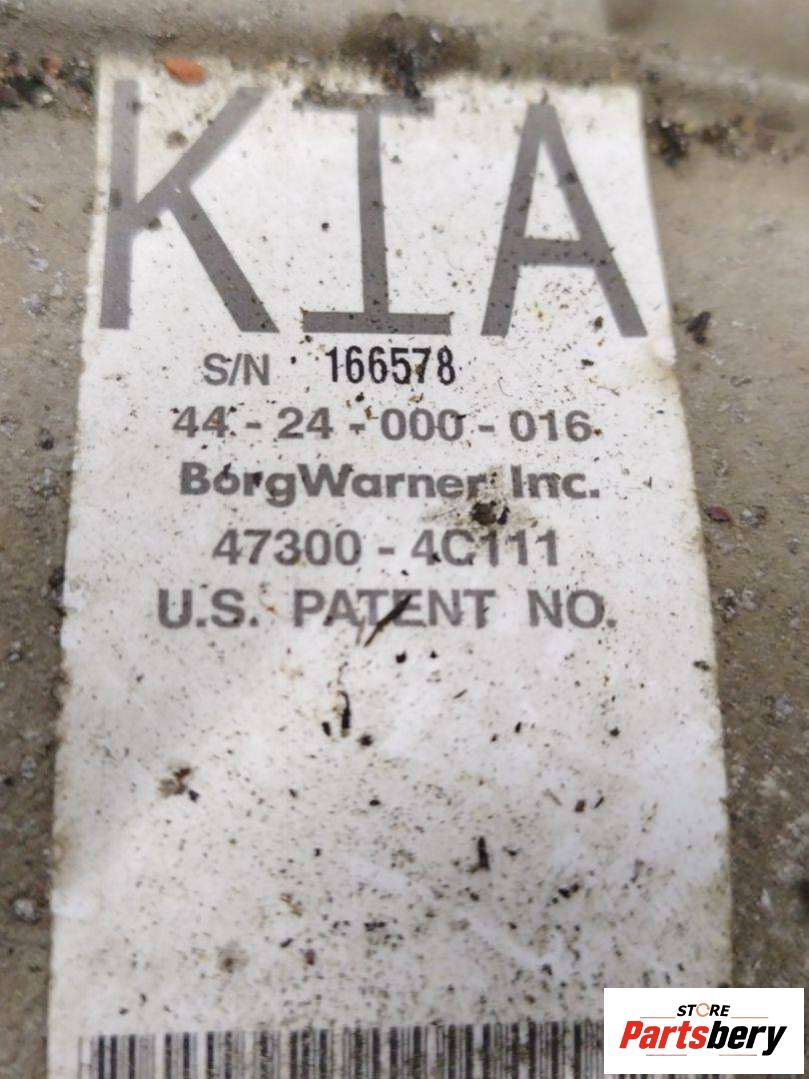 KIA
S/N 166578
44 - 24 - 000 - 016
BorgWarner Inc.
47300 - 4C111
U.S. PATENT NO.
STORE
Partsbery